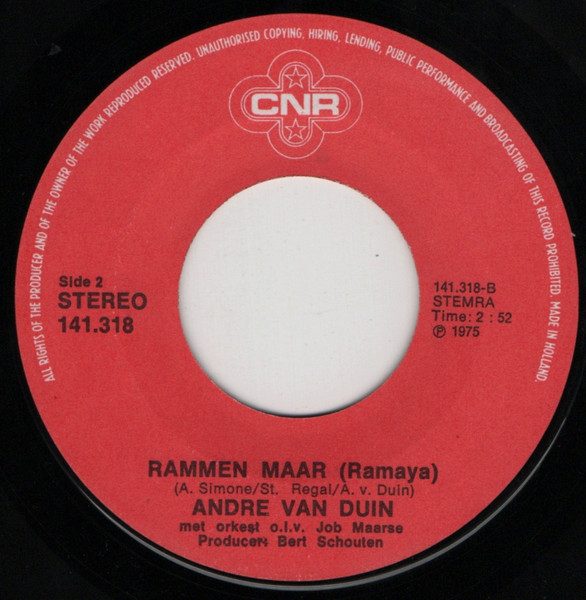 ALL RIGHTS OF THE PRODUCER AND OF THE OWNER OF THE WORK REPRODUCED RESERVED. UNAUTHORISED COPYING, HIRING, LENDING, PUBLIC PERFORMANCE AND BROADCASTING OF THIS RECORD PROHIBITED. MADE IN HOLLAND.
CNR
Side 2
STEREO
141.318
141.318-B
STEMRA
Time: 2 : 52
℗ 1975
RAMMEN MAAR (Ramaya)
(A. Simone/St. Regal/A. v. Duin)
ANDRE VAN DUIN
met orkest o.l.v. Job Maarse
Producer: Bert Schouten